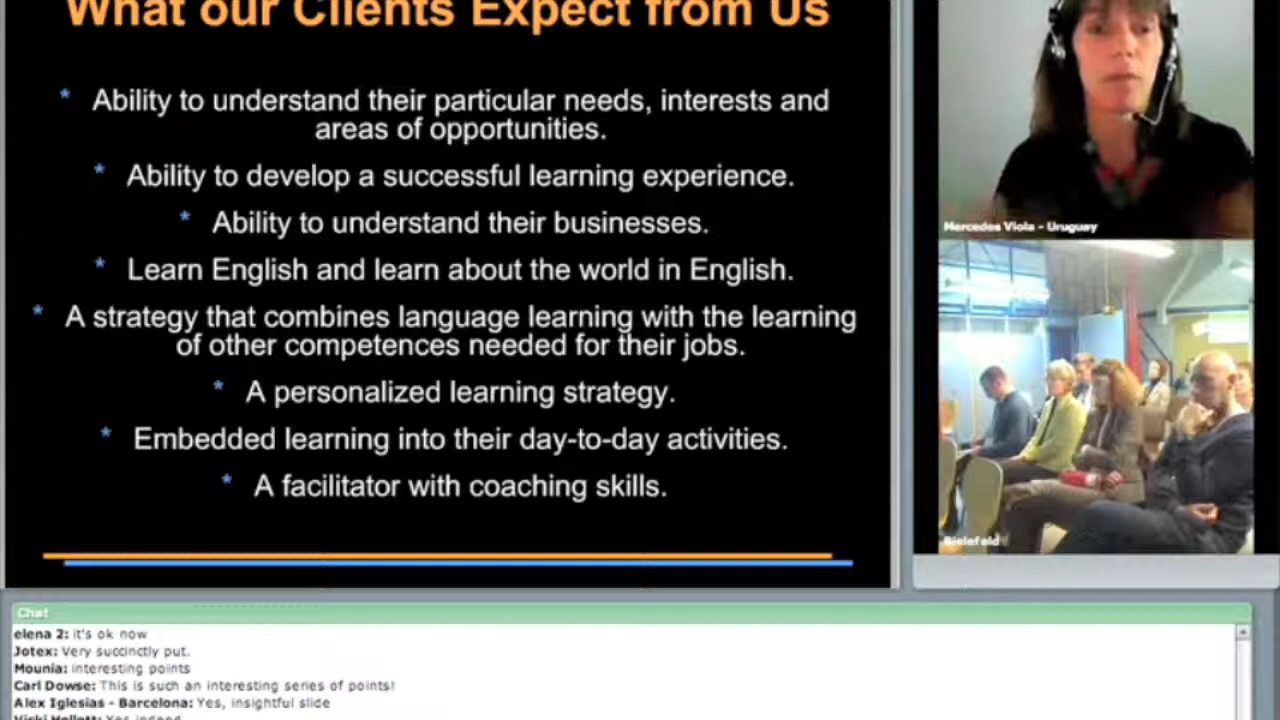 What our Clients Expect from Us
* Ability to understand their particular needs, interests and
areas of opportunities.
* Ability to develop a successful learning experience.
* Ability to understand their businesses.
* Learn English and learn about the world in English.
* A strategy that combines language learning with the learning
of other competences needed for their jobs.
* A personalized learning strategy.
* Embedded learning into their day-to-day activities.
* A facilitator with coaching skills.
Mercedes Viola - Uruguay
Bielefeld
Chat
elena 2: it's ok now
Jotex: Very succinctly put.
Mounia: interesting points
Carl Dowse: This is such an interesting series of points!
Alex Iglesias - Barcelona: Yes, insightful slide
Yes indeed